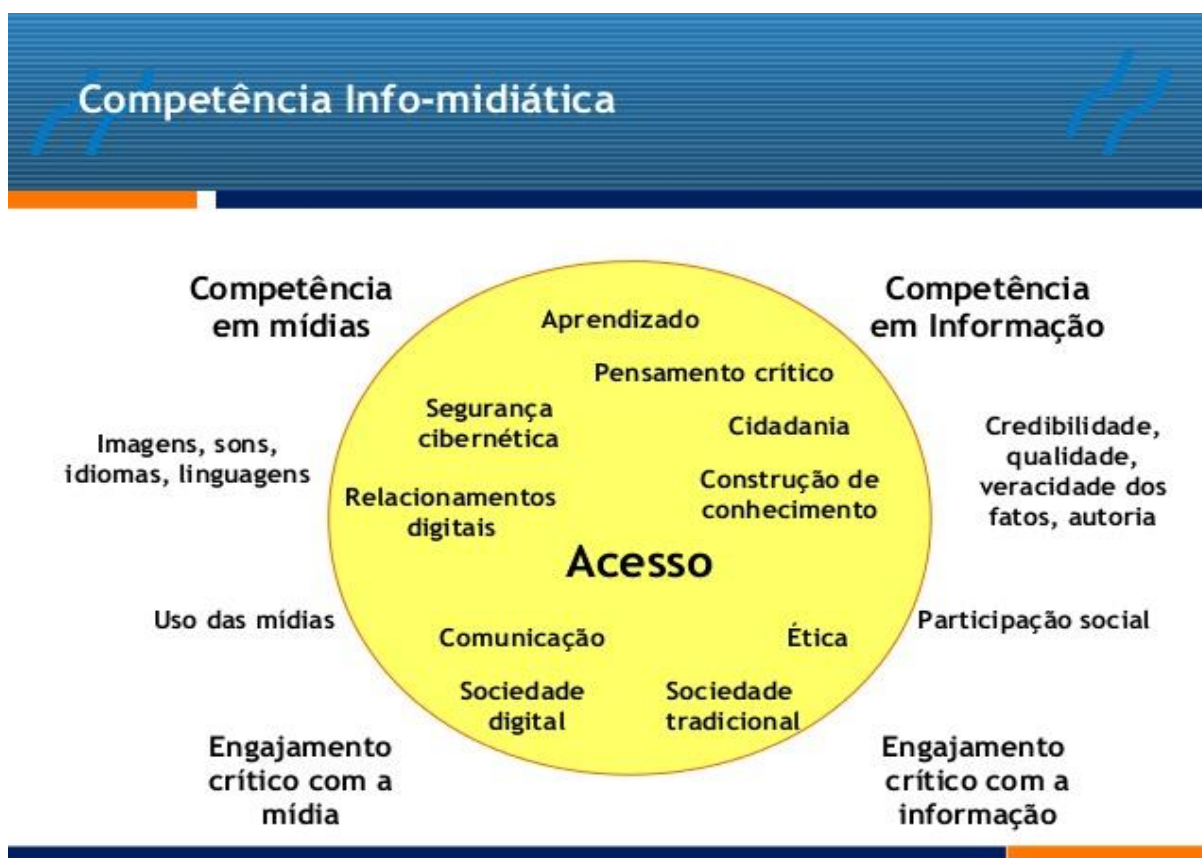 Competência Info-midiática
Competência
em mídias
Imagens, sons,
idiomas, linguagens
Uso das mídias
Engajamento
crítico com a
mídia
Aprendizado
Pensamento crítico
Segurança
cibernética
Cidadania
Relacionamentos
digitais
Construção de
conhecimento
Acesso
Comunicação
Ética
Sociedade
digital
Sociedade
tradicional
Competência
em Informação
Credibilidade,
qualidade,
veracidade dos
fatos, autoria
Participação social
Engajamento
crítico com a
informação